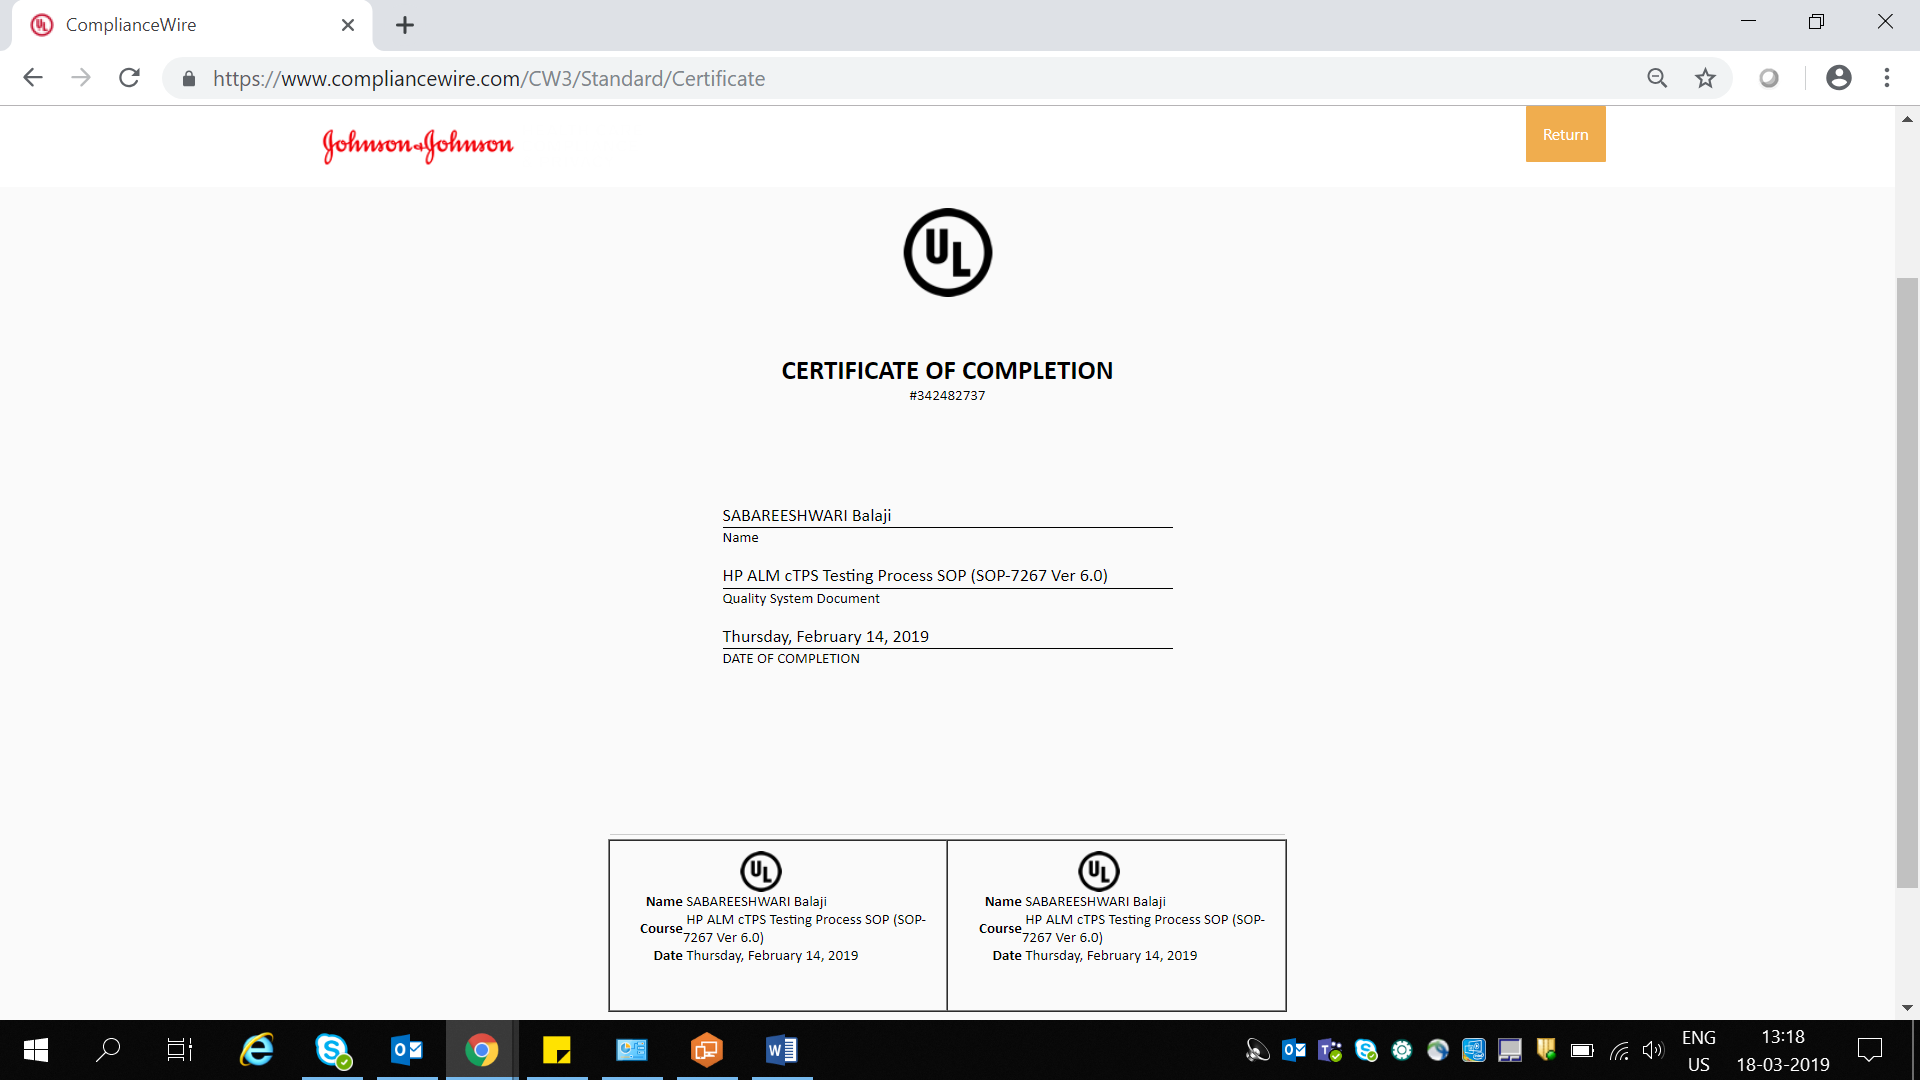 ComplianceWire
https://www.compliancewire.com/CW3/Standard/Certificate
Johnson & Johnson
Return
UL
CERTIFICATE OF COMPLETION
#342482737
SABAREESHWARI Balaji
Name
HP ALM cTPS Testing Process SOP (SOP-7267 Ver 6.0)
Quality System Document
Thursday, February 14, 2019
DATE OF COMPLETION
UL
Name SABAREESHWARI Balaji
Course HP ALM cTPS Testing Process SOP (SOP-
7267 Ver 6.0)
Date Thursday, February 14, 2019
UL
Name SABAREESHWARI Balaji
Course HP ALM cTPS Testing Process SOP (SOP-
7267 Ver 6.0)
Date Thursday, February 14, 2019
ENG
US
13:18
18-03-2019